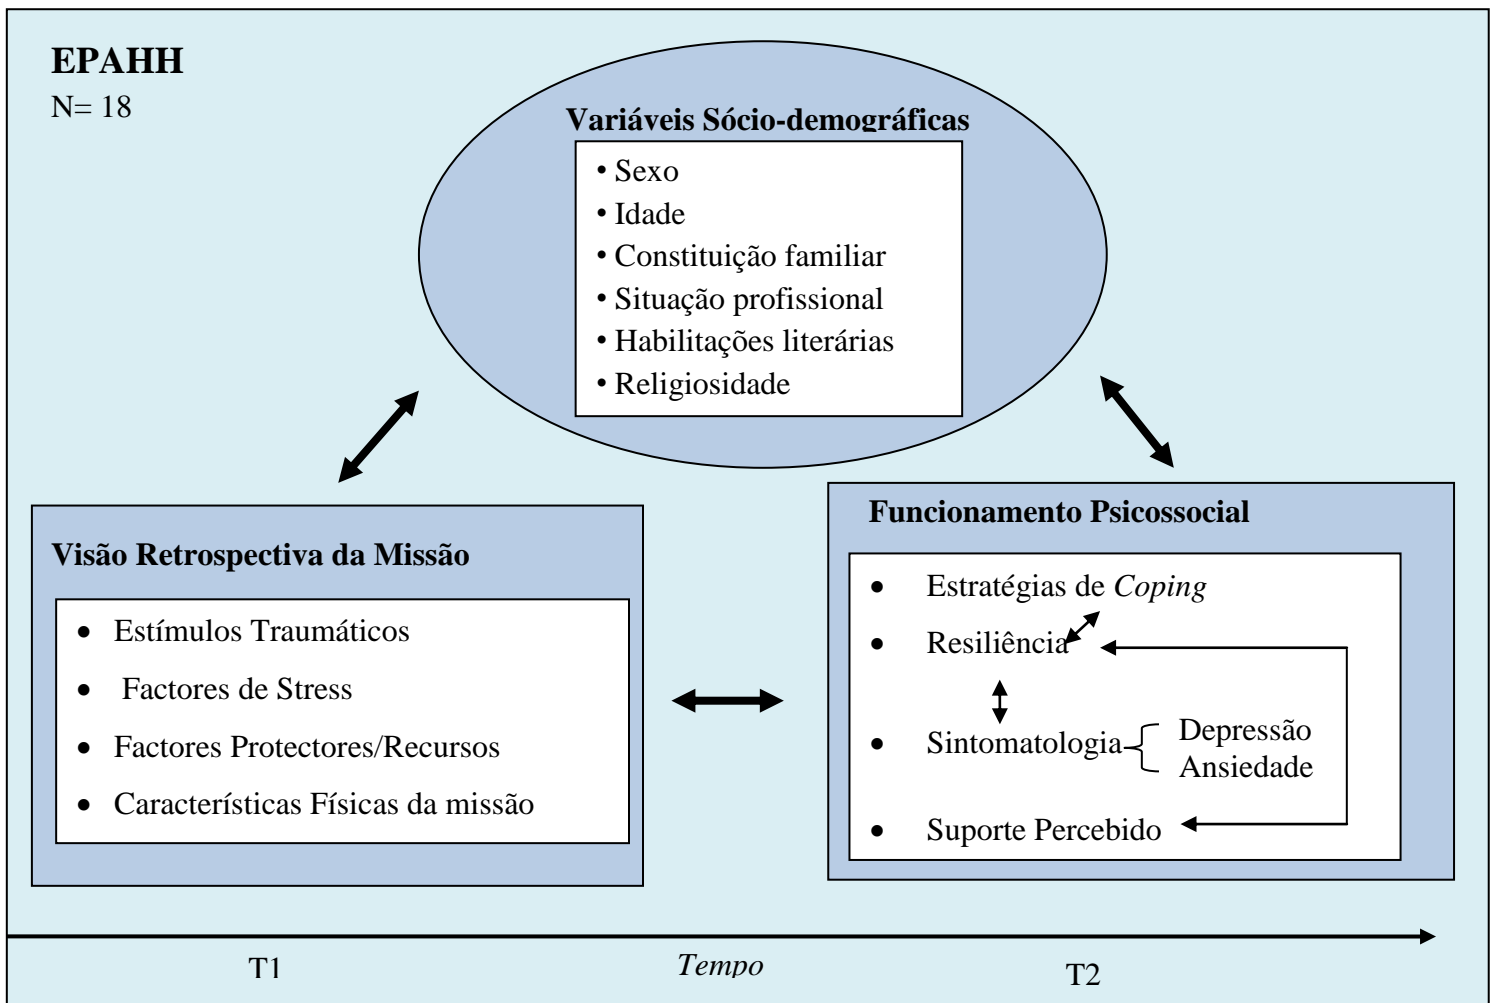 EPAHH
N= 18
Variáveis Sócio-demográficas
• Sexo
• Idade
• Constituição familiar
• Situação profissional
• Habilitações literárias
• Religiosidade
Visão Retrospectiva da Missão
• Estímulos Traumáticos
• Factores de Stress
• Factores Protectores/Recursos
• Características Físicas da missão
Funcionamento Psicossocial
• Estratégias de Coping
• Resiliência
• Sintomatologia
Depressão
Ansiedade
• Suporte Percebido
T1
Tempo
T2